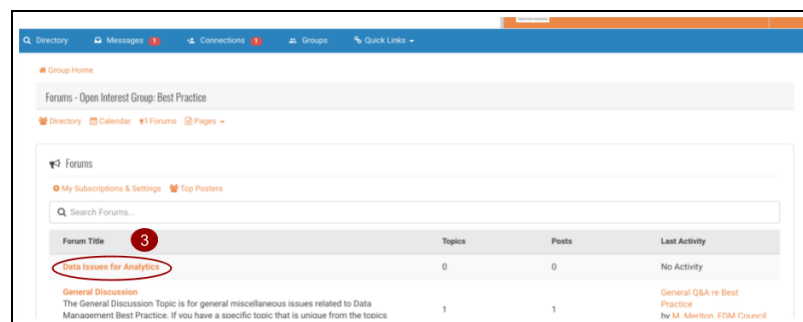 Directory Messages 1 Connections 1 Groups Quick Links
Group Home
Forums - Open Interest Group: Best Practice
Directory Calendar Forums Pages
Forums
My Subscriptions & Settings Top Posters
Search Forums...
Forum Title 3 Topics Posts Last Activity
Data Issues for Analytics 0 0 No Activity
General Discussion General Q&A re Best
The General Discussion Topic is for general miscellaneous issues related to Data Practice
Management Best Practice. If you have a specific topic that is unique from the topics 1 1 by M. Meriton, EDM Council